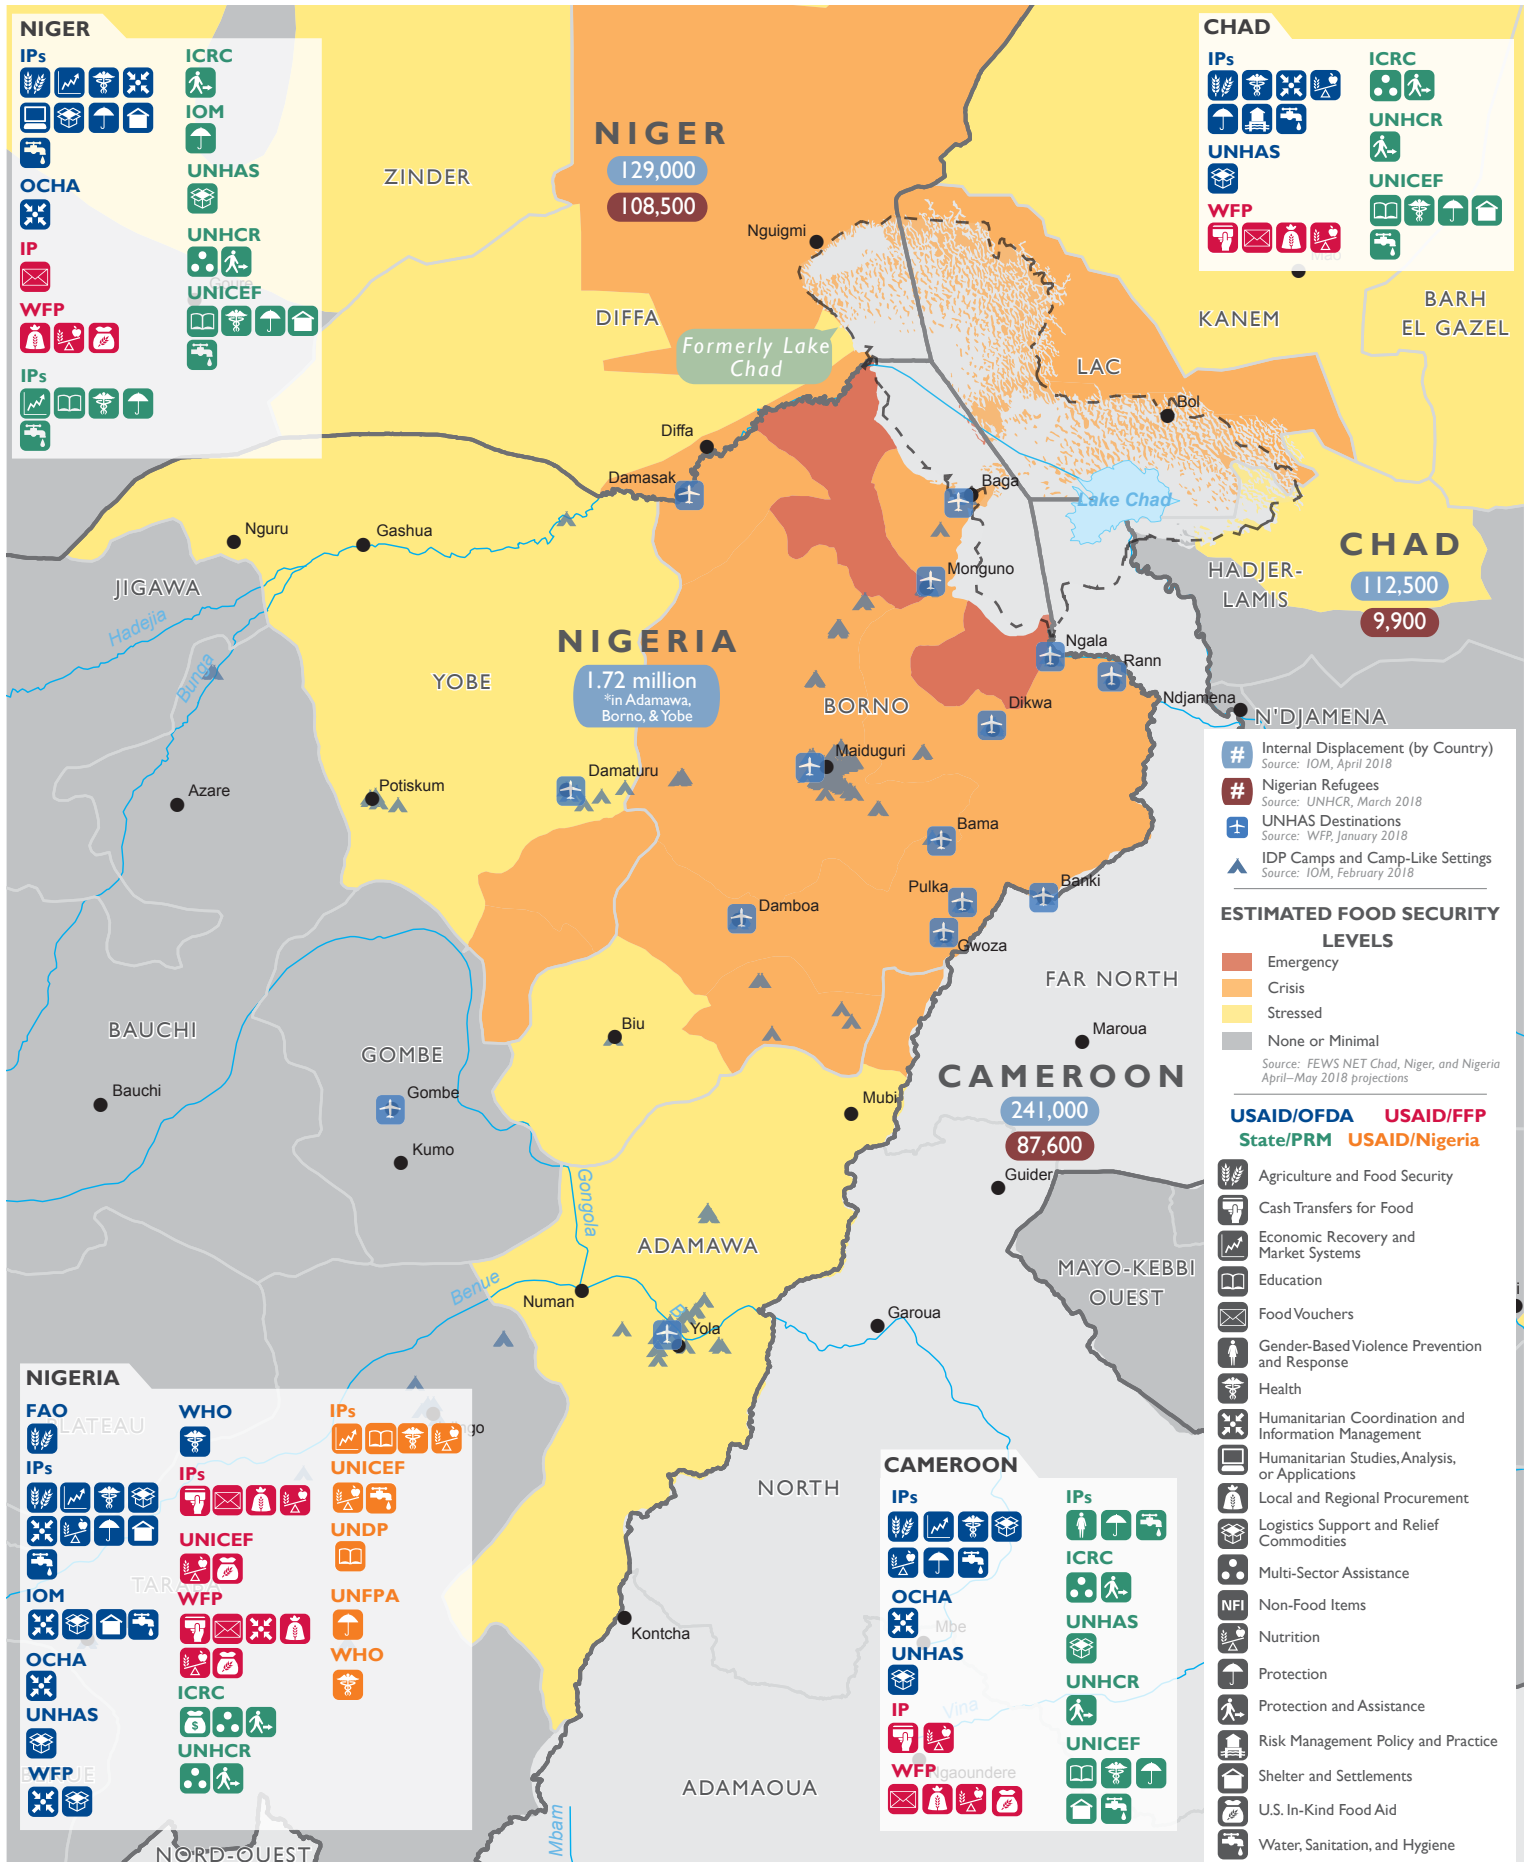 NIGER
IPs
OCHA
IP
WFP
IPs
ICRC
IOM
UNHAS
UNHCR
UNICEF
CHAD
IPs
UNHAS
WFP
ICRC
UNHCR
UNICEF
NIGER
129,000
108,500
ZINDER
Nguigmi
DIFFA
Formerly Lake
Chad
KANEM
BARH
EL GAZEL
LAC
Bol
Mao
Goure
Diffa
Damasak
Baga
Lake Chad
Nguru
Gashua
CHAD
112,500
9,900
HADJER-
LAMIS
JIGAWA
Hadejia
Bunga
Monguno
NIGERIA
1.72 million
*in Adamawa,
Borno, & Yobe
YOBE
BORNO
Ngala
Rann
Dikwa
Ndjamena
N'DJAMENA
Maiduguri
Damaturu
Potiskum
Azare
Bama
Pulka
Banki
Damboa
Gwoza
FAR NORTH
Maroua
BAUCHI
Bauchi
GOMBE
Gombe
Kumo
Biu
Mubi
CAMEROON
241,000
87,600
Guider
Gongola
ADAMAWA
MAYO-KEBBI
OUEST
Benue
Numan
Yola
Garoua
NORTH
Kontcha
ADAMAOUA
Mbam
NORD-OUEST
PLATEAU
TARABA
Mbe
Vina
Ngaoundere
# Internal Displacement (by Country)
Source: IOM, April 2018
# Nigerian Refugees
Source: UNHCR, March 2018
UNHAS Destinations
Source: WFP, January 2018
IDP Camps and Camp-Like Settings
Source: IOM, February 2018
ESTIMATED FOOD SECURITY
LEVELS
Emergency
Crisis
Stressed
None or Minimal
Source: FEWS NET Chad, Niger, and Nigeria
April–May 2018 projections
USAID/OFDA USAID/FFP
State/PRM USAID/Nigeria
Agriculture and Food Security
Cash Transfers for Food
Economic Recovery and
Market Systems
Education
Food Vouchers
Gender-Based Violence Prevention
and Response
Health
Humanitarian Coordination and
Information Management
Humanitarian Studies, Analysis,
or Applications
Local and Regional Procurement
Logistics Support and Relief
Commodities
Multi-Sector Assistance
NFI Non-Food Items
Nutrition
Protection
Protection and Assistance
Risk Management Policy and Practice
Shelter and Settlements
U.S. In-Kind Food Aid
Water, Sanitation, and Hygiene
NIGERIA
FAO
IPs
IOM
OCHA
UNHAS
WFP
WHO
IPs
UNICEF
WFP
ICRC
UNHCR
IPs
UNICEF
UNDP
UNFPA
WHO
CAMEROON
IPs
OCHA
UNHAS
IP
WFP
IPs
ICRC
UNHAS
UNHCR
UNICEF